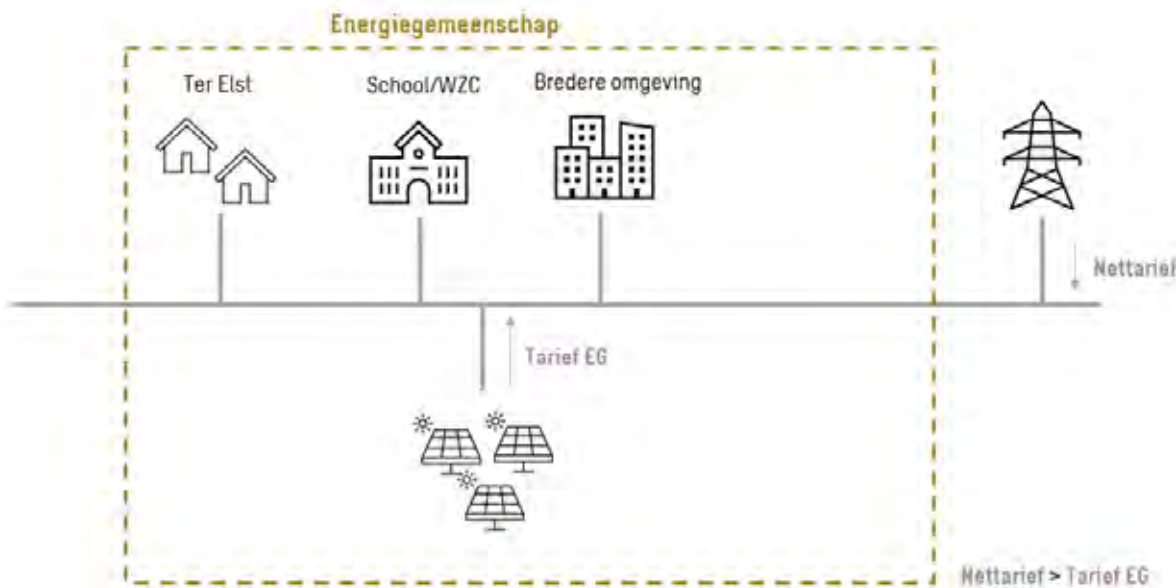 Energiegemeenschap
Ter Elst
School/WZC
Bredere omgeving
Nettarief
Tarief EG
Nettarief > Tarief EG